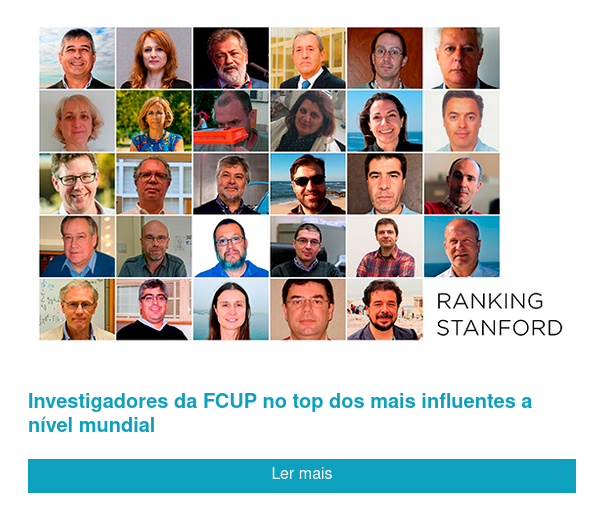 RANKING
STANFORD
Investigadores da FCUP no top dos mais influentes a
nível mundial
Ler mais